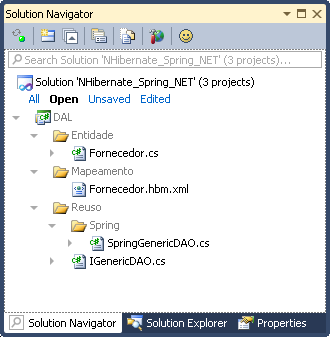 Solution Navigator
Search Solution 'NHibernate_Spring_NET' (3 projects)...
Solution 'NHibernate_Spring_NET' (3 projects)
All Open Unsaved Edited
DAL
Entidade
Fornecedor.cs
Mapeamento
Fornecedor.hbm.xml
Reuso
Spring
SpringGenericDAO.cs
IGenericDAO.cs
Solution Navigator Solution Explorer Properties